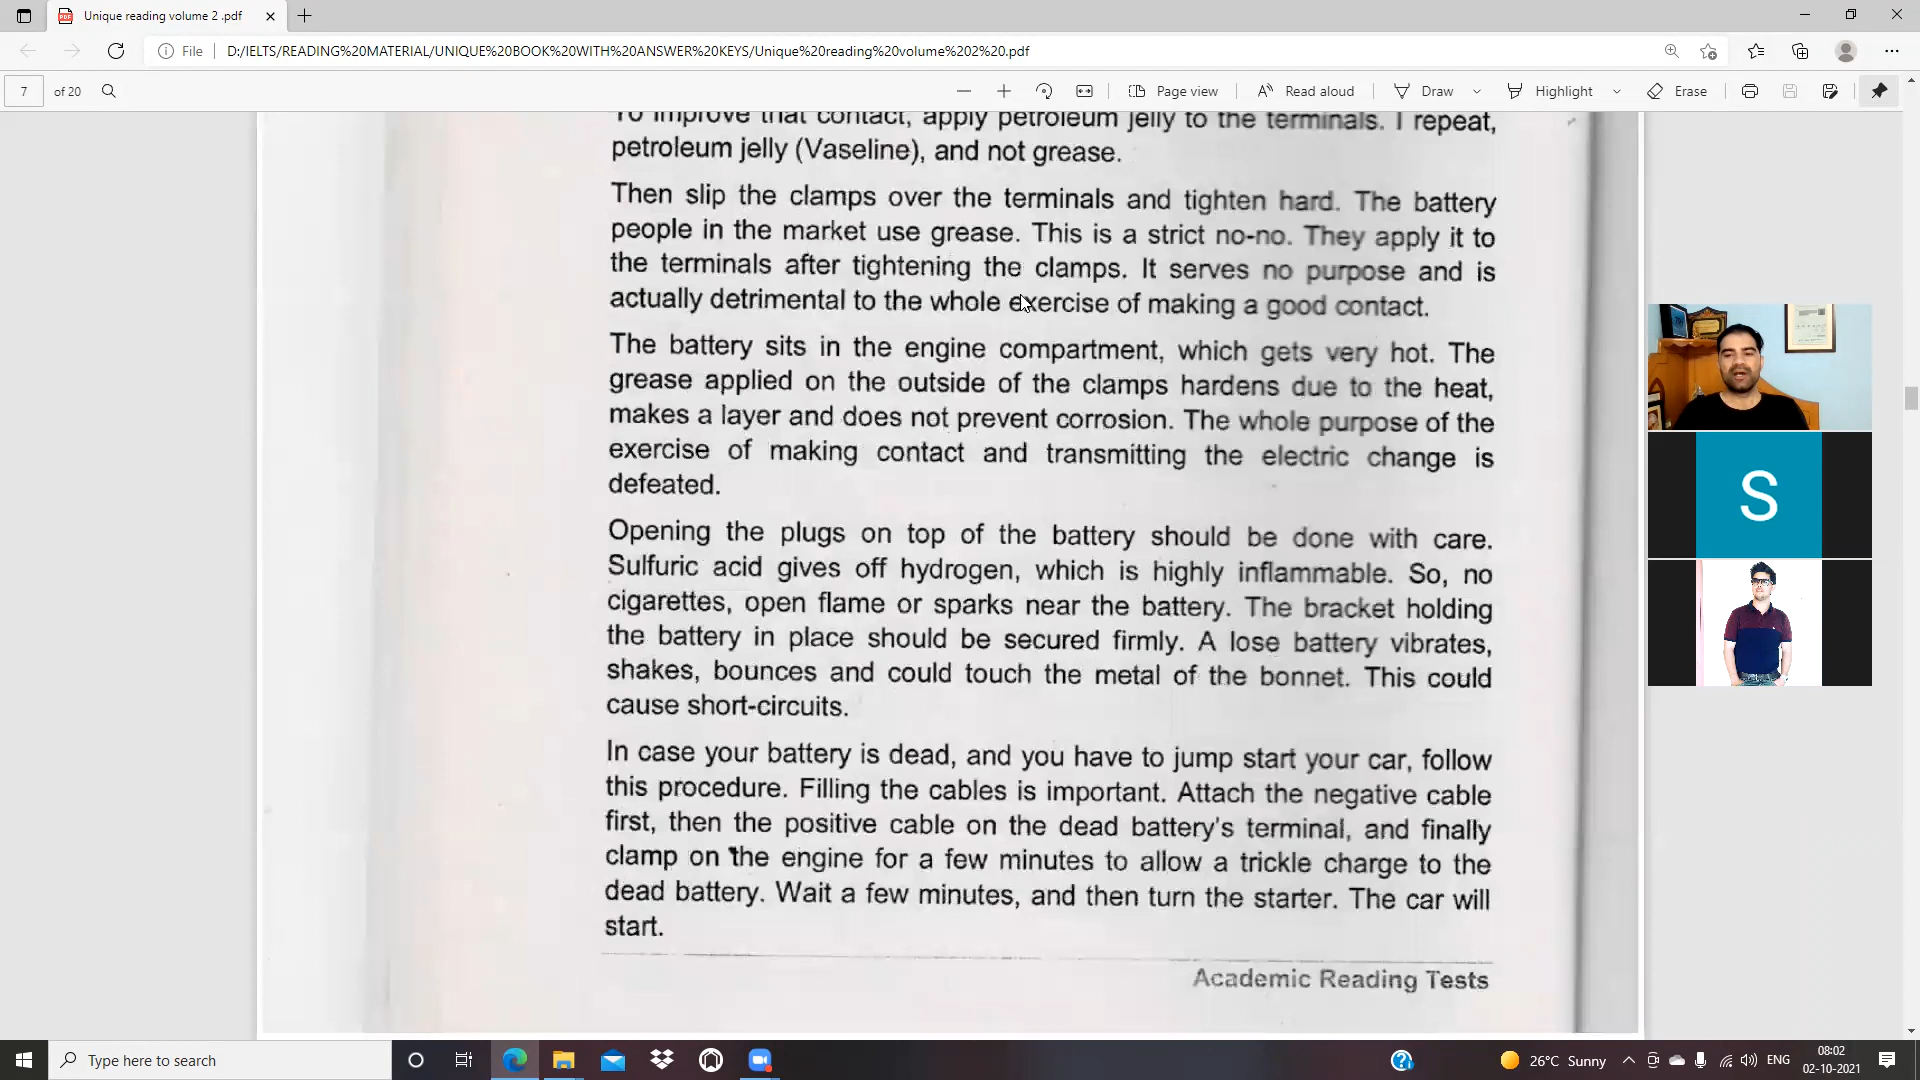 Unique reading volume 2 .pdf
File
D:/IELTS/READING%20MATERIAL/UNIQUE%20BOOK%20WITH%20ANSWER%20KEYS/Unique%20reading%20volume%202%20.pdf
7 of 20
Page view
Read aloud
Draw
Highlight
Erase
To improve that contact, apply petroleum jelly to the terminals. I repeat,
petroleum jelly (Vaseline), and not grease.
Then slip the clamps over the terminals and tighten hard. The battery
people in the market use grease. This is a strict no-no. They apply it to
the terminals after tightening the clamps. It serves no purpose and is
actually detrimental to the whole exercise of making a good contact.
The battery sits in the engine compartment, which gets very hot. The
grease applied on the outside of the clamps hardens due to the heat,
makes a layer and does not prevent corrosion. The whole purpose of the
exercise of making contact and transmitting the electric change is
defeated.
Opening the plugs on top of the battery should be done with care.
Sulfuric acid gives off hydrogen, which is highly inflammable. So, no
cigarettes, open flame or sparks near the battery. The bracket holding
the battery in place should be secured firmly. A lose battery vibrates,
shakes, bounces and could touch the metal of the bonnet. This could
cause short-circuits.
In case your battery is dead, and you have to jump start your car, follow
this procedure. Filling the cables is important. Attach the negative cable
first, then the positive cable on the dead battery's terminal, and finally
clamp on the engine for a few minutes to allow a trickle charge to the
dead battery. Wait a few minutes, and then turn the starter. The car will
start.
Academic Reading Tests
S
Type here to search
26°C Sunny
ENG
08:02
02-10-2021